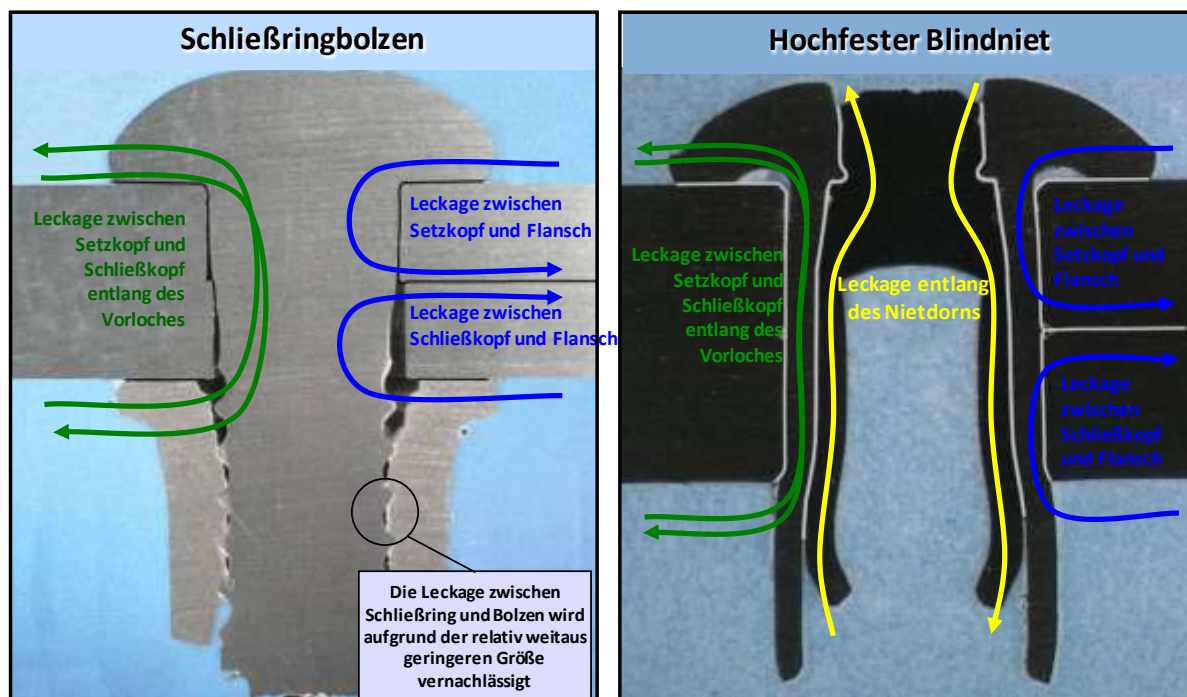 Schließringbolzen
Leckage zwischen
Setzkopf und
Schließkopf
entlang des
Vorloches
Leckage zwischen
Setzkopf und Flansch
Leckage zwischen
Schließkopf und Flansch
Die Leckage zwischen
Schließring und Bolzen wird
aufgrund der relativ weitaus
geringeren Größe
vernachlässigt
Hochfester Blindniet
Leckage zwischen
Setzkopf und
Schließkopf
entlang des
Vorloches
Leckage entlang
des Nietdorns
Leckage
zwischen
Setzkopf und
Flansch
Leckage
zwischen
Schließkopf
und Flansch